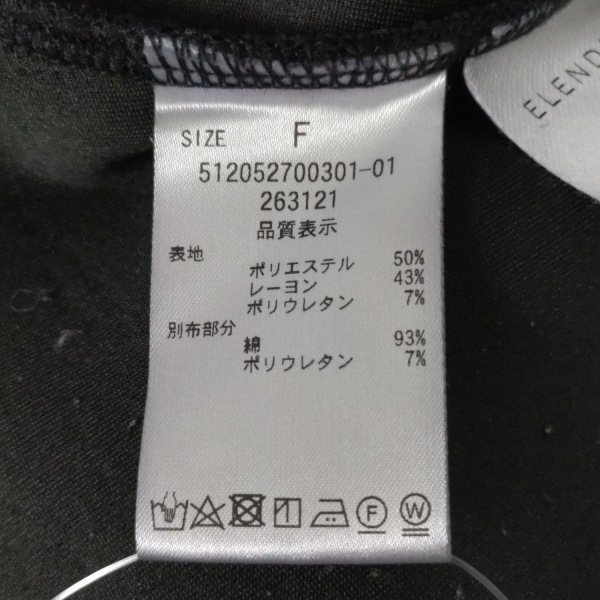 ELEND
SIZE F
512052700301-01
263121
品質表示
表地
ポリエステル 50%
レーヨン 43%
ポリウレタン 7%
別布部分
綿 93%
ポリウレタン 7%
F W